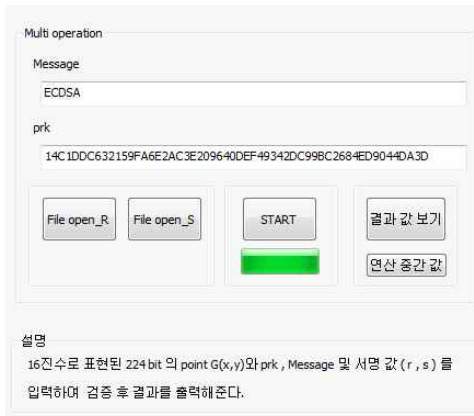 Multi operation
Message
ECDSA
prk
14C1DDC632159FA6E2AC3E209640DEF49342DC99BC2684ED9044DA3D
File open_R
File open_S
START
결과 값 보기
연산 중간 값
설명
16진수로 표현된 224 bit 의 point G(x,y)와 prk , Message 및 서명 값 ( r , s ) 를
입력하며 검증 후 결과를 출력해준다.